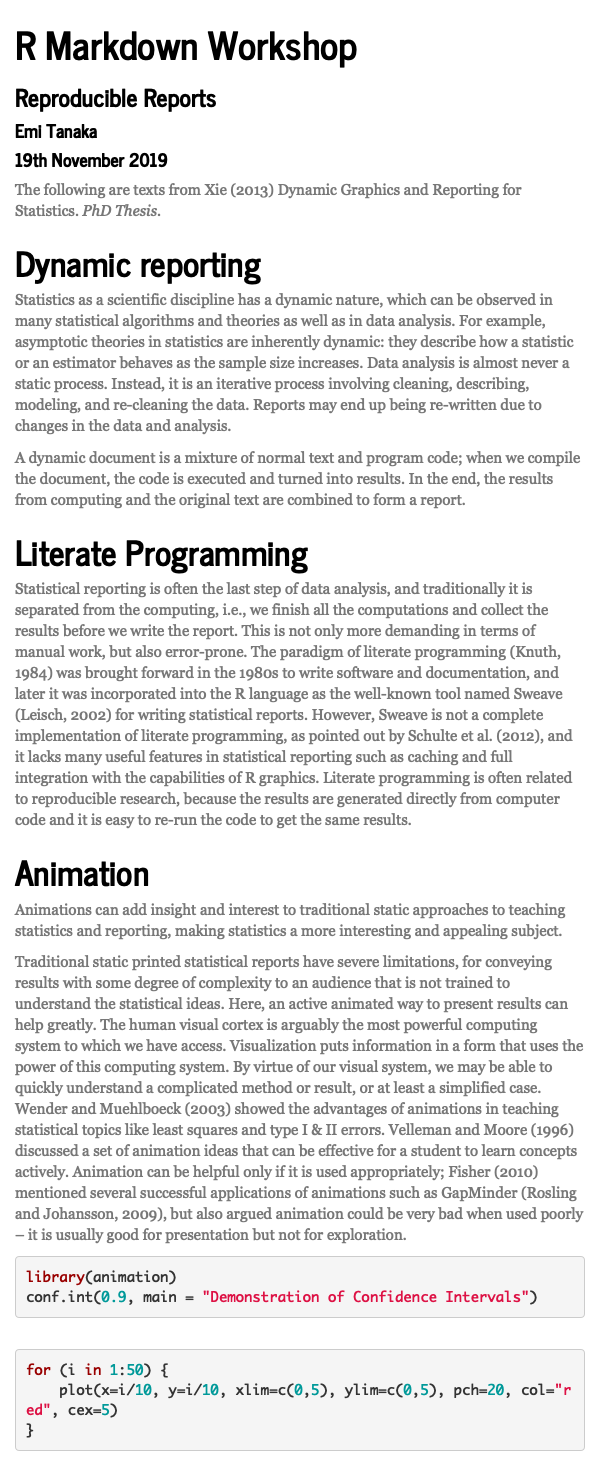 R Markdown Workshop
Reproducible Reports
Emi Tanaka
19th November 2019
The following are texts from Xie (2013) Dynamic Graphics and Reporting for
Statistics. PhD Thesis.
Dynamic reporting
Statistics as a scientific discipline has a dynamic nature, which can be observed in
many statistical algorithms and theories as well as in data analysis. For example,
asymptotic theories in statistics are inherently dynamic: they describe how a statistic
or an estimator behaves as the sample size increases. Data analysis is almost never a
static process. Instead, it is an iterative process involving cleaning, describing,
modeling, and re-cleaning the data. Reports may end up being re-written due to
changes in the data and analysis.
A dynamic document is a mixture of normal text and program code; when we compile
the document, the code is executed and turned into results. In the end, the results
from computing and the original text are combined to form a report.
Literate Programming
Statistical reporting is often the last step of data analysis, and traditionally it is
separated from the computing, i.e., we finish all the computations and collect the
results before we write the report. This is not only more demanding in terms of
manual work, but also error-prone. The paradigm of literate programming (Knuth,
1984) was brought forward in the 1980s to write software and documentation, and
later it was incorporated into the R language as the well-known tool named Sweave
(Leisch, 2002) for writing statistical reports. However, Sweave is not a complete
implementation of literate programming, as pointed out by Schulte et al. (2012), and
it lacks many useful features in statistical reporting such as caching and full
integration with the capabilities of R graphics. Literate programming is often related
to reproducible research, because the results are generated directly from computer
code and it is easy to re-run the code to get the same results.
Animation
Animations can add insight and interest to traditional static approaches to teaching
statistics and reporting, making statistics a more interesting and appealing subject.
Traditional static printed statistical reports have severe limitations, for conveying
results with some degree of complexity to an audience that is not trained to
understand the statistical ideas. Here, an active animated way to present results can
help greatly. The human visual cortex is arguably the most powerful computing
system to which we have access. Visualization puts information in a form that uses the
power of this computing system. By virtue of our visual system, we may be able to
quickly understand a complicated method or result, or at least a simplified case.
Wender and Muehlboeck (2003) showed the advantages of animations in teaching
statistical topics like least squares and type I & II errors. Velleman and Moore (1996)
discussed a set of animation ideas that can be effective for a student to learn concepts
actively. Animation can be helpful only if it is used appropriately; Fisher (2010)
mentioned several successful applications of animations such as GapMinder (Rosling
and Johansson, 2009), but also argued animation could be very bad when used poorly
– it is usually good for presentation but not for exploration.
library(animation)
conf.int(0.9, main = "Demonstration of Confidence Intervals")
for (i in 1:50) {
    plot(x=i/10, y=i/10, xlim=c(0,5), ylim=c(0,5), pch=20, col="r
ed", cex=5)
}